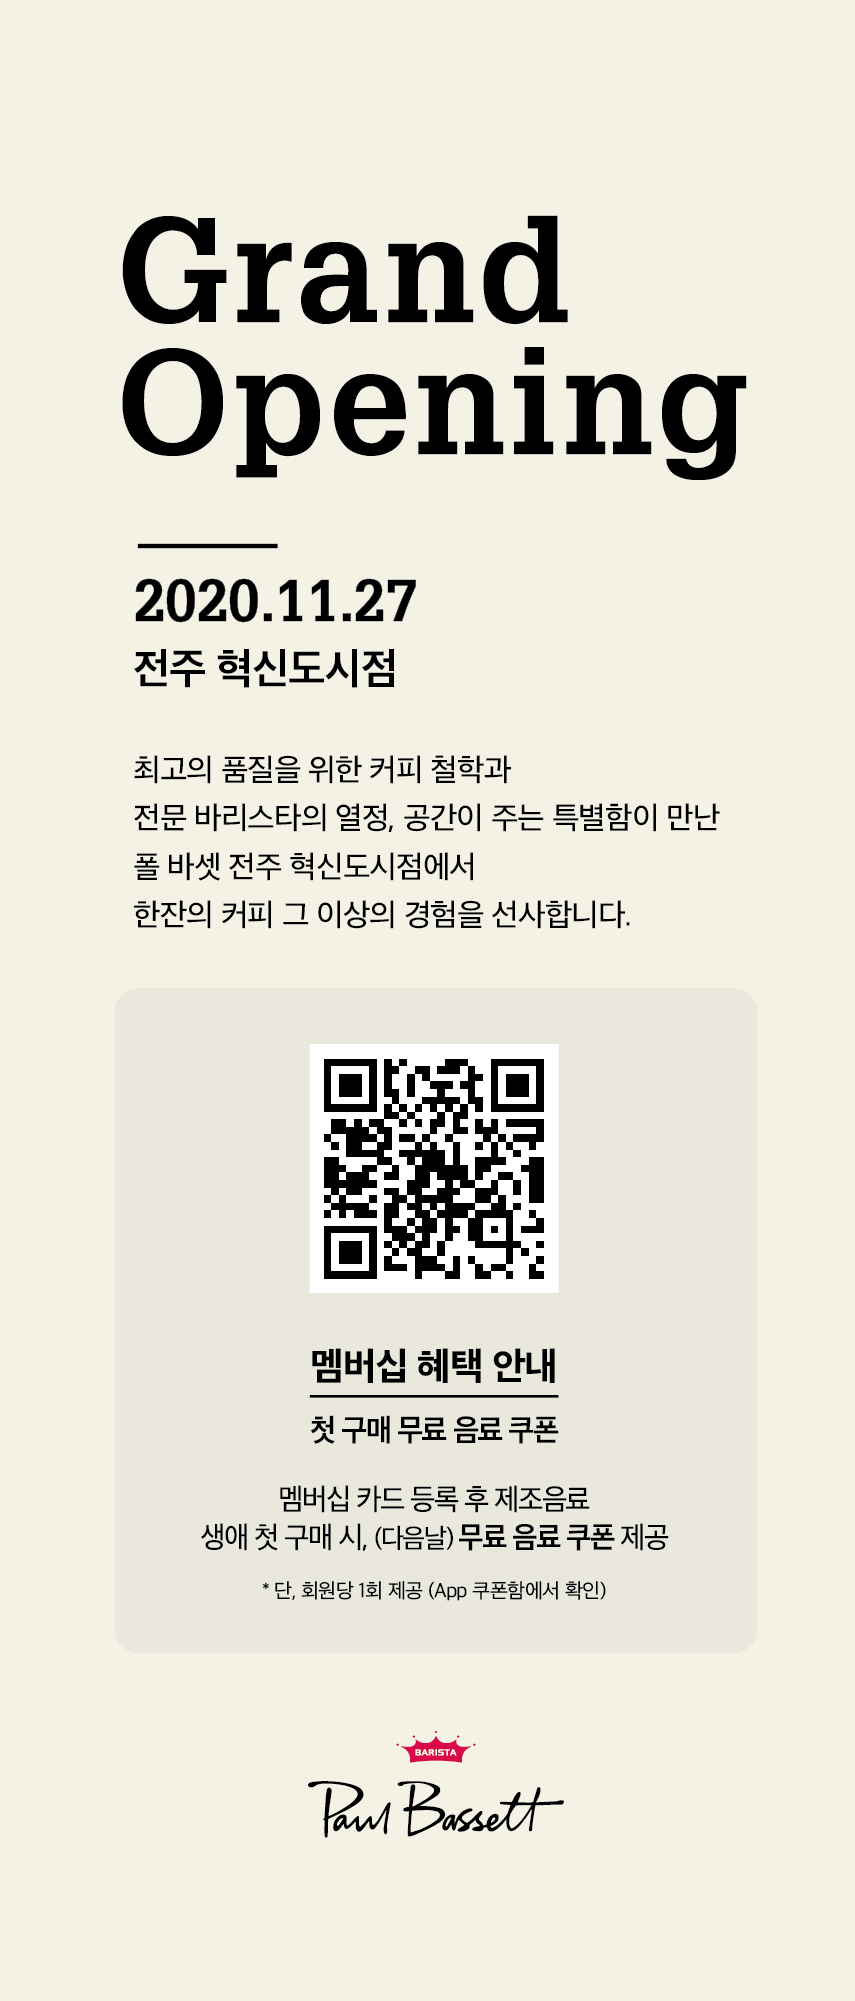 Grand
Opening
2020.11.27
전주 혁신도시점
최고의 품질을 위한 커피 철학과
전문 바리스타의 열정, 공간이 주는 특별함이 만난
폴 바셋 전주 혁신도시점에서
한잔의 커피 그 이상의 경험을 선사합니다.
멤버십 혜택 안내
첫 구매 무료 음료 쿠폰
멤버십 카드 등록 후 제조음료
생애 첫 구매 시, (다음날) 무료 음료 쿠폰 제공
* 단, 회원당 1회 제공 (App 쿠폰함에서 확인)
BARISTA
Paul Bassett